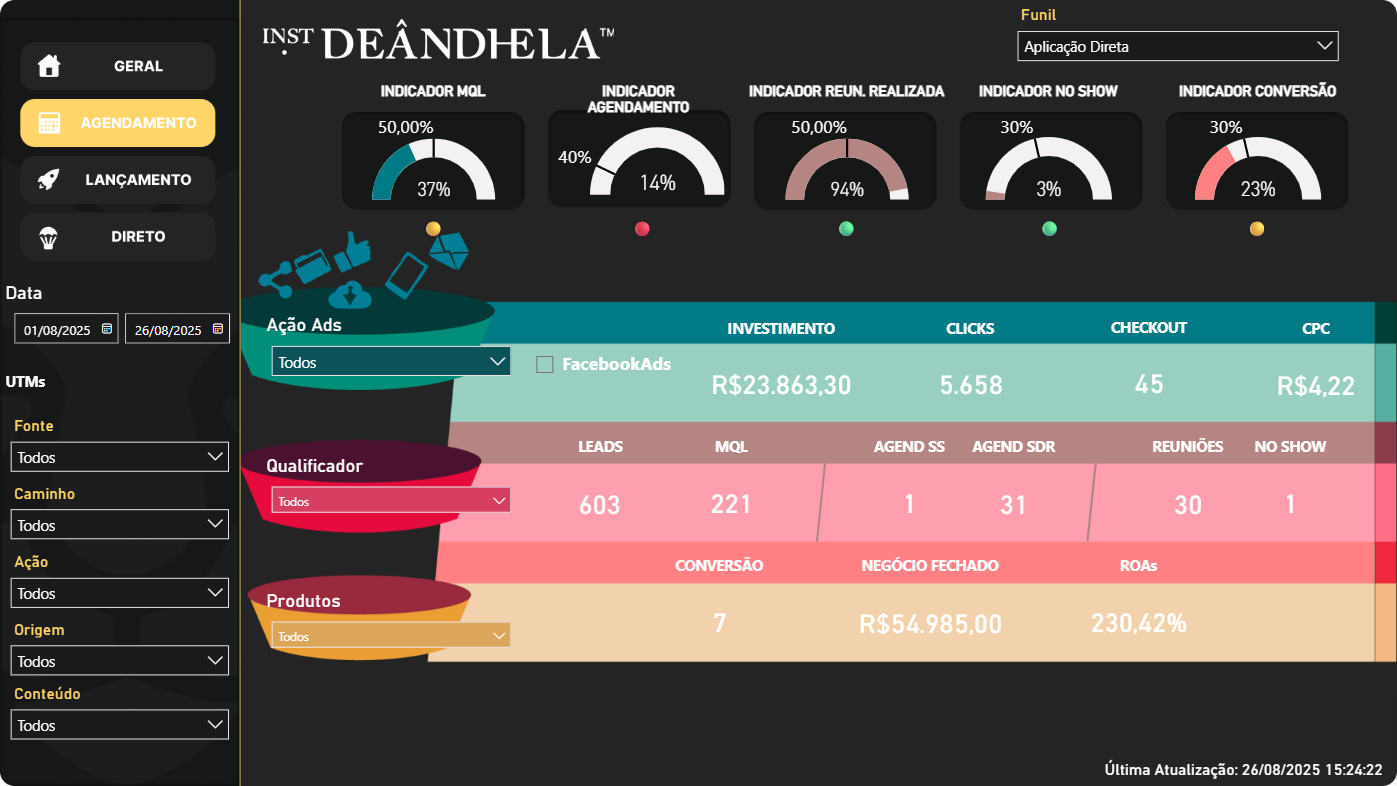 GERAL
AGENDAMENTO
LANÇAMENTO
DIRETO
Data
01/08/2025
26/08/2025
UTMs
Fonte
Todos
Caminho
Todos
Ação
Todos
Origem
Todos
Conteúdo
Todos
INST DEÂNDHELA™
Funil
Aplicação Direta
INDICADOR MQL
50,00%
37%
INDICADOR
AGENDAMENTO
40%
14%
INDICADOR REUN. REALIZADA
50,00%
94%
INDICADOR NO SHOW
30%
3%
INDICADOR CONVERSÃO
30%
23%
Ação Ads
Todos
FacebookAds
INVESTIMENTO CLICKS CHECKOUT CPC
R$23.863,30 5.658 45 R$4,22
Qualificador
Todos
LEADS MQL AGEND SS AGEND SDR REUNIÕES NO SHOW
603 221 1 31 30 1
Produtos
Todos
CONVERSÃO NEGÓCIO FECHADO ROAs
7 R$54.985,00 230,42%
Última Atualização: 26/08/2025 15:24:22